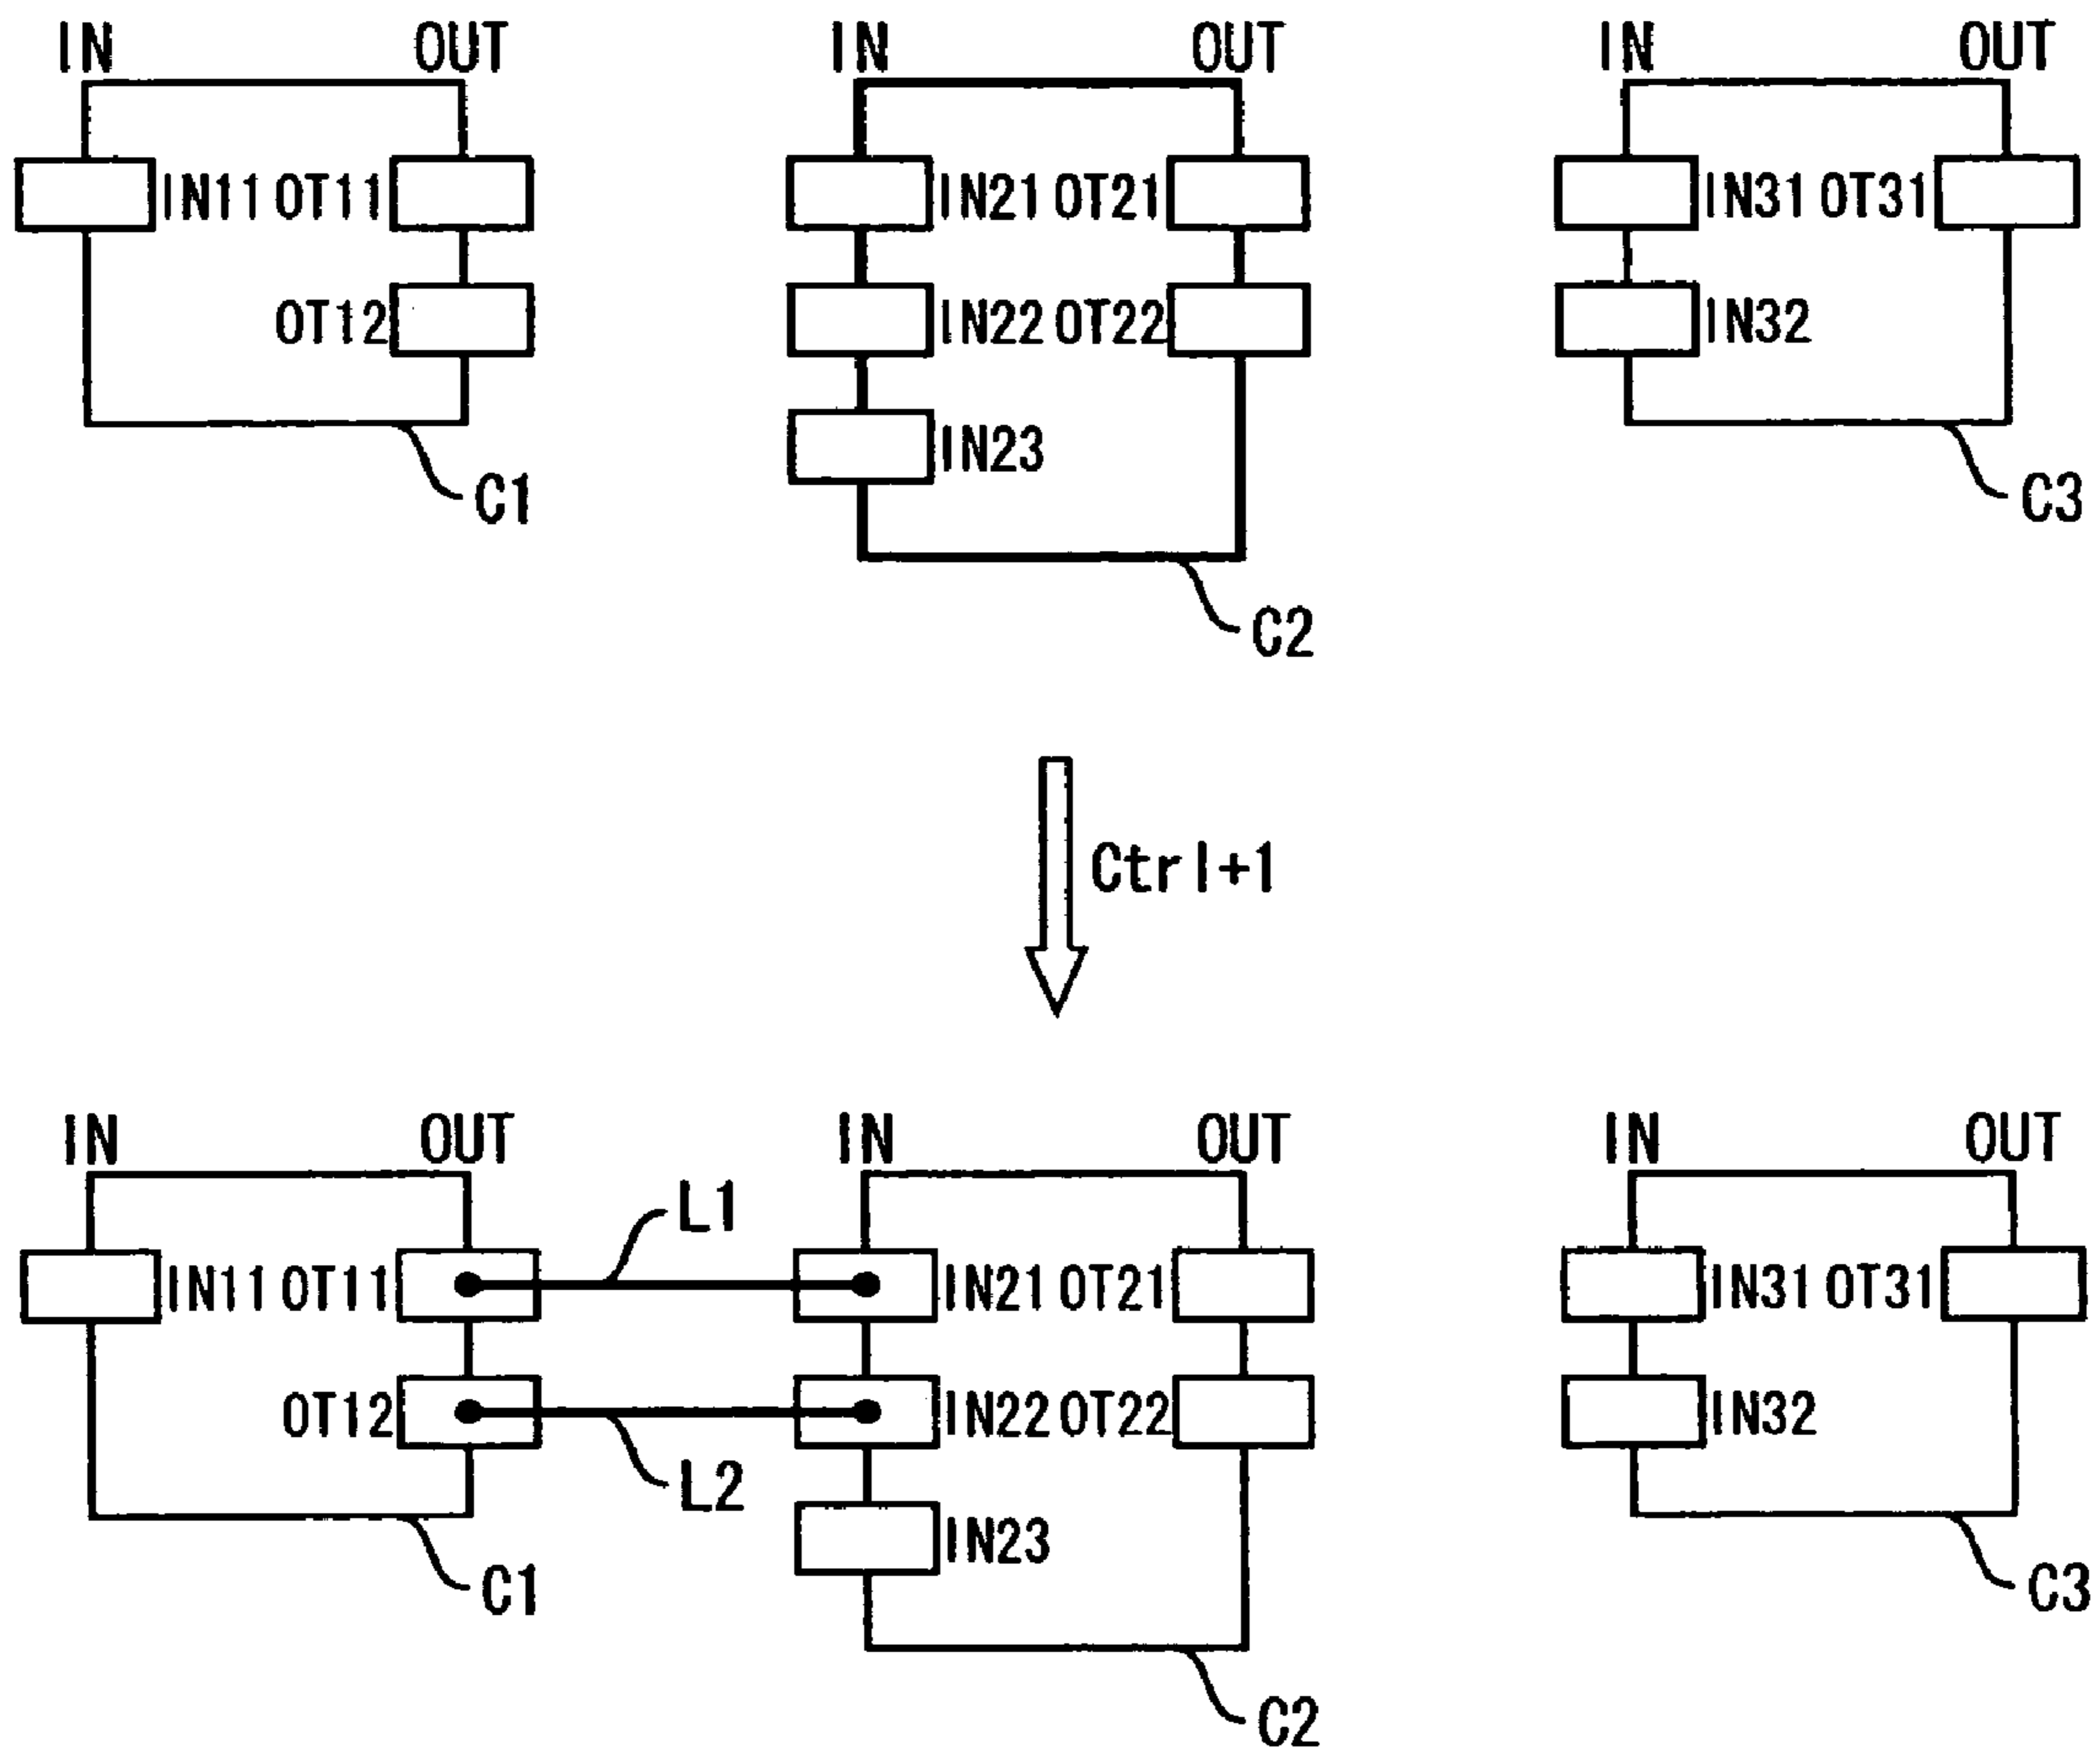 IN OUT IN OUT IN OUT
IN11 OT11 IN21 OT21 IN31 OT31
OT12 IN22 OT22 IN32
IN23
C1 C3
C2
Ctrl+1
IN OUT IN OUT IN OUT
L1
IN11 OT11 IN21 OT21 IN31 OT31
OT12 IN22 OT22 IN32
L2
IN23
C1 C3
C2